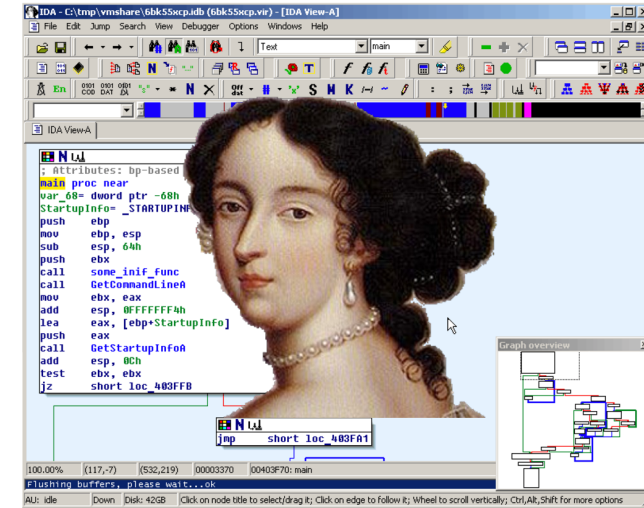 IDA - C:\tmp\vmshare\6bk55xcp.idb (6bk55xcp.vir) - [IDA View-A]
File Edit Jump Search View Debugger Options Windows Help
Text main
En
S M K
IDA View-A
N
; Attributes: bp-based
main proc near
var_68= dword ptr -68h
StartupInfo= _STARTUPINF
push ebp
mov ebp, esp
sub esp, 64h
push ebx
call some_inif_func
call GetCommandLineA
mov ebx, eax
add esp, 0FFFFFFF4h
lea eax, [ebp+StartupInfo]
push eax
call GetStartupInfoA
add esp, 0Ch
test ebx, ebx
jz short loc_403FFB
Graph overview
N
jmp short loc_403FA1
100.00% (117,-7) (532,219) 00003370 00403F70: main
Flushing buffers, please wait...ok
AU: idle Down Disk: 42GB Click on node title to select/drag it; Click on edge to follow it; Wheel to scroll vertically; Ctrl,Alt,Shift for more options